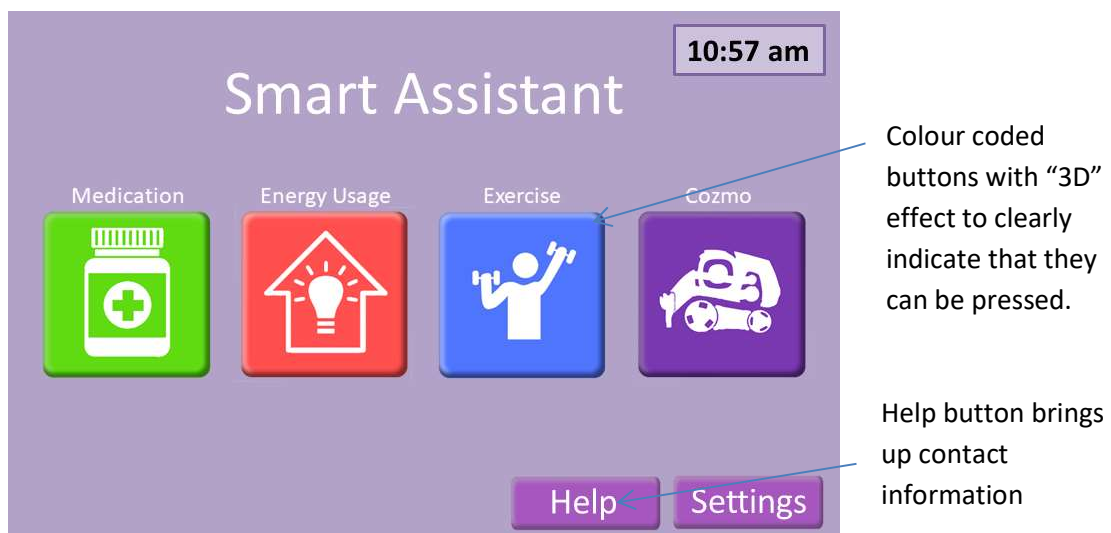 10:57 am
Smart Assistant
Medication
Energy Usage
Exercise
Cozmo
Help
Settings
Colour coded
buttons with “3D”
effect to clearly
indicate that they
can be pressed.
Help button brings
up contact
information